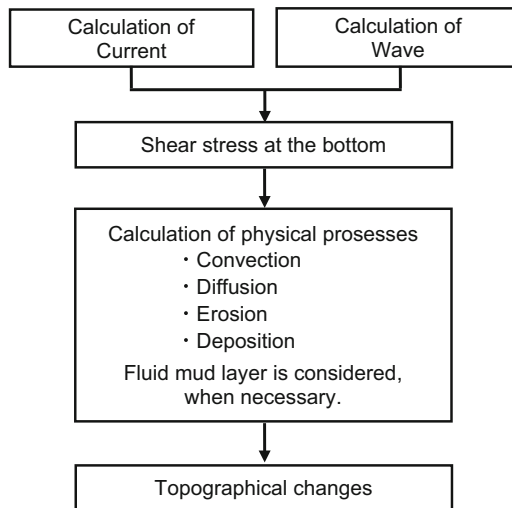 Calculation of
Current
Calculation of
Wave
Shear stress at the bottom
Calculation of physical prosesses
・Convection
・Diffusion
・Erosion
・Deposition
Fluid mud layer is considered,
when necessary.
Topographical changes